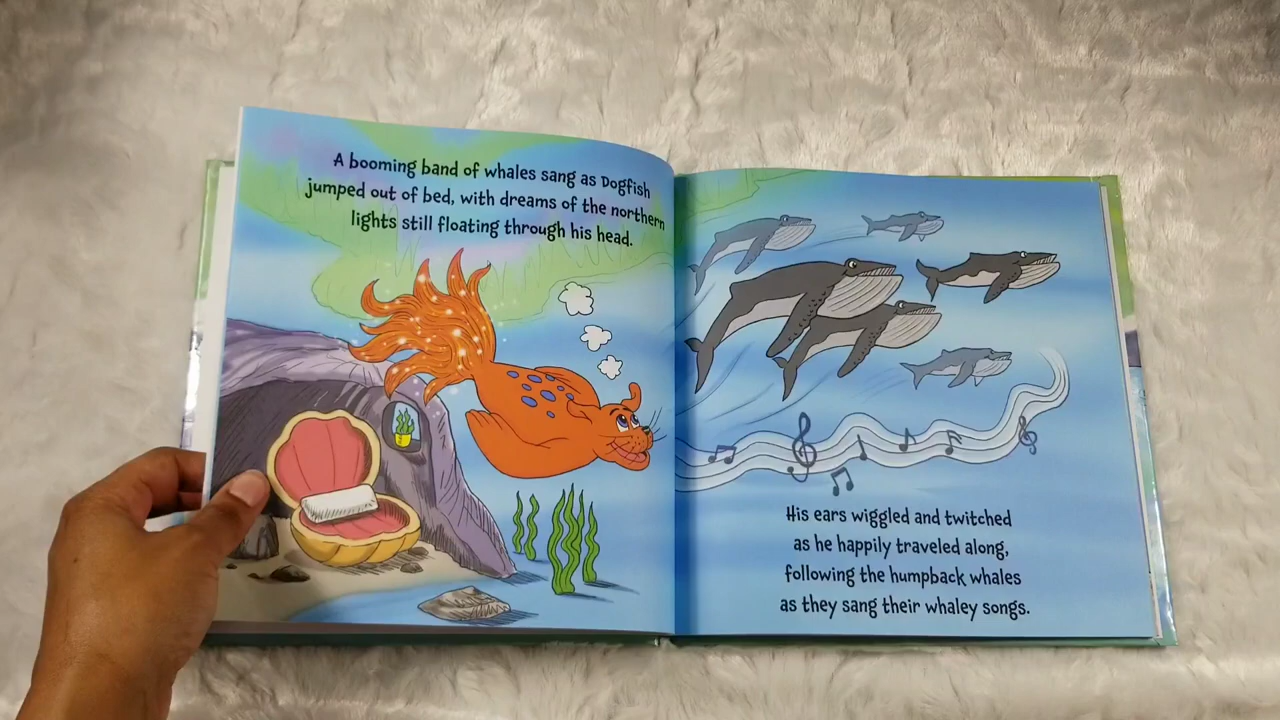 A booming band of whales sang as Dogfish
jumped out of bed, with dreams of the northern
lights still floating through his head.
His ears wiggled and twitched
as he happily traveled along,
following the humpback whales
as they sang their whaley songs.